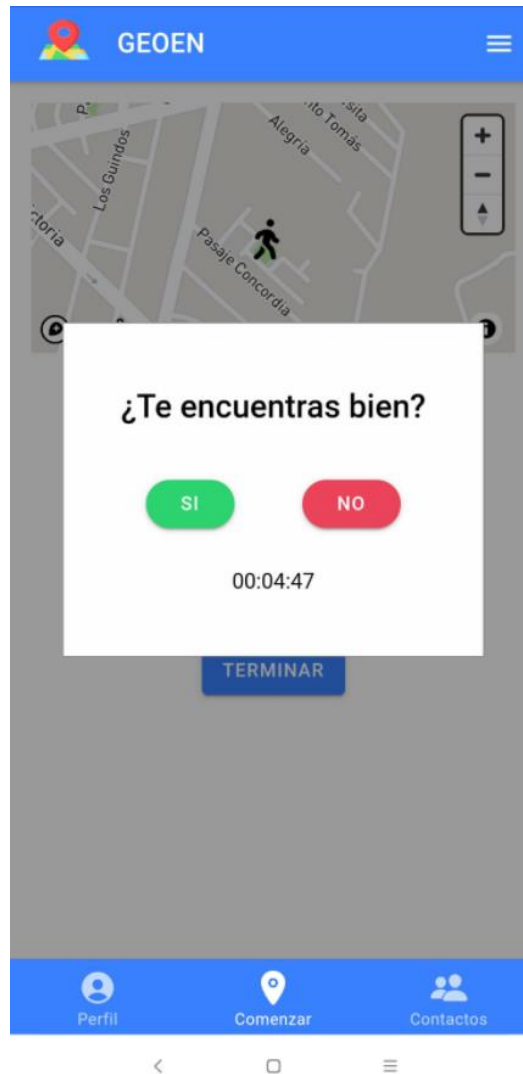 GEOEN
Los Guindos
Alegría
Pasaje Concordia
¿Te encuentras bien?
SI
NO
00:04:47
TERMINAR
Perfil
Comenzar
Contactos